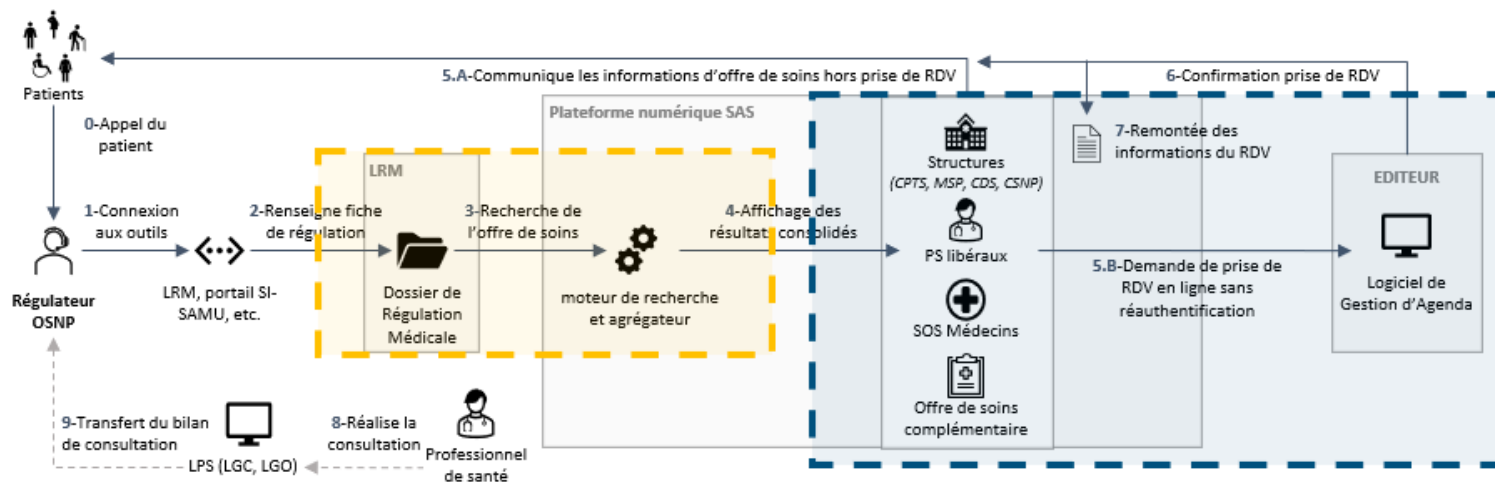 Patients
0-Appel du
patient
5.A-Communique les informations d'offre de soins hors prise de RDV
6-Confirmation prise de RDV
Plateforme numérique SAS
7-Remontée des
informations du RDV
LRM
Structures
(CPTS, MSP, CDS, CSNP)
EDITEUR
1-Connexion
aux outils
2-Renseigne fiche
de régulation
3-Recherche de
l'offre de soins
4-Affichage des
résultats consolidés
PS libéraux
5.B-Demande de prise de
RDV en ligne sans
réauthentification
Logiciel de
Gestion d'Agenda
Régulateur
OSNP
LRM, portail SI-
SAMU, etc.
Dossier de
Régulation
Médicale
moteur de recherche
et agrégateur
SOS Médecins
Offre de soins
complémentaire
9-Transfert du bilan
de consultation
LPS (LGC, LGO)
8-Réalise la
consultation
Professionnel
de santé